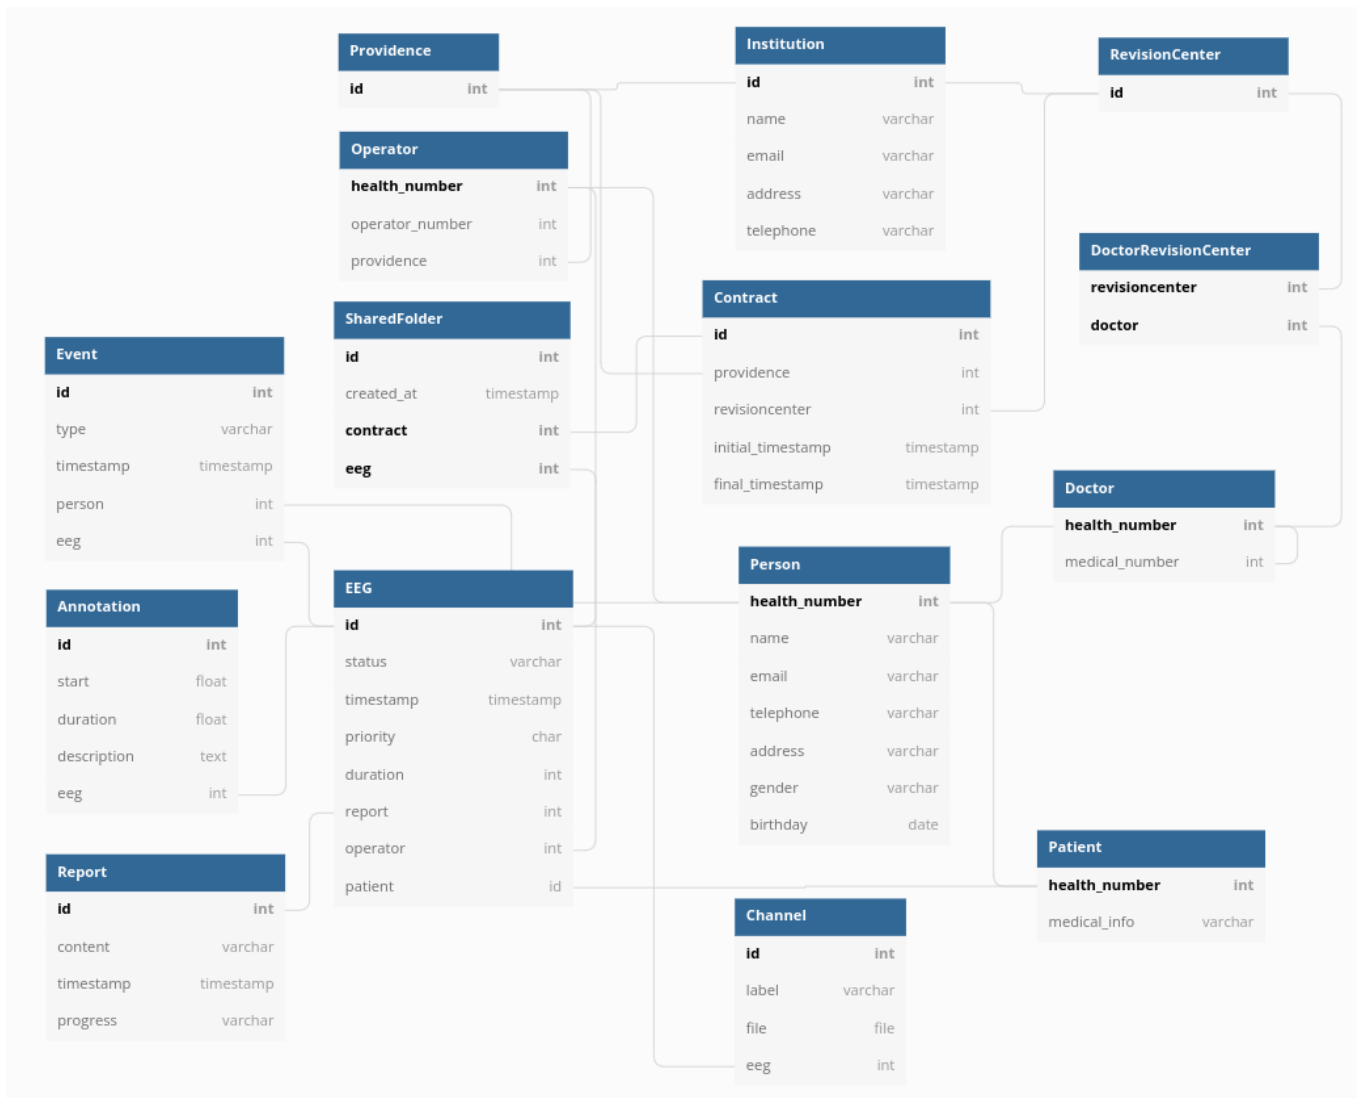 Providence
id int
Operator
health_number int
operator_number int
providence int
SharedFolder
id int
created_at timestamp
contract int
eeg int
Event
id int
type varchar
timestamp timestamp
person int
eeg int
Annotation
id int
start float
duration float
description text
eeg int
Report
id int
content varchar
timestamp timestamp
progress varchar
EEG
id int
status varchar
timestamp timestamp
priority char
duration int
report int
operator int
patient id
Institution
id int
name varchar
email varchar
address varchar
telephone varchar
Contract
id int
providence int
revisioncenter int
initial_timestamp timestamp
final_timestamp timestamp
Person
health_number int
name varchar
email varchar
telephone varchar
address varchar
gender varchar
birthday date
Channel
id int
label varchar
file file
eeg int
RevisionCenter
id int
DoctorRevisionCenter
revisioncenter int
doctor int
Doctor
health_number int
medical_number int
Patient
health_number int
medical_info varchar